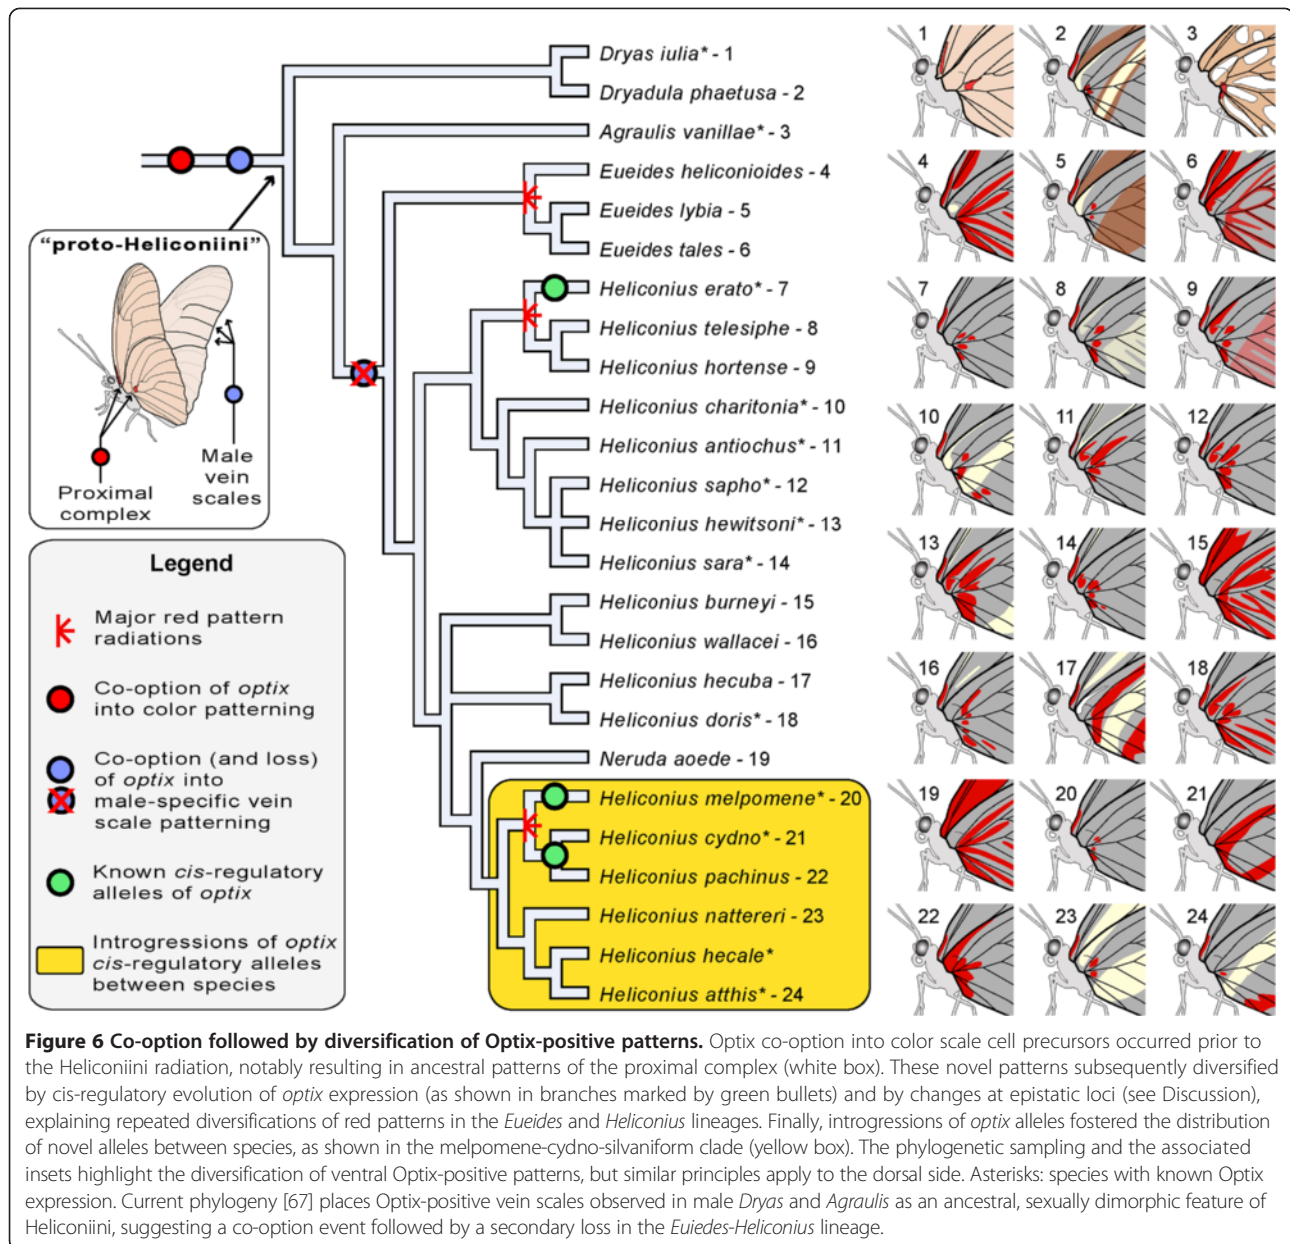 Dryas iulia* - 1
Dryadula phaetusa - 2
Agraulis vanillae* - 3
Eueides heliconioides - 4
Eueides lybia - 5
Eueides tales - 6
Heliconius erato* - 7
Heliconius telesiphe - 8
Heliconius hortense - 9
Heliconius charitonia* - 10
Heliconius antiochus* - 11
Heliconius sapho* - 12
Heliconius hewitsoni* - 13
Heliconius sara* - 14
Heliconius burneyi - 15
Heliconius wallacei - 16
Heliconius hecuba - 17
Heliconius doris* - 18
Neruda aoede - 19
Heliconius melpomene* - 20
Heliconius cydno* - 21
Heliconius pachinus - 22
Heliconius nattereri - 23
Heliconius hecale*
Heliconius atthis* - 24
"proto-Heliconiini"
Proximal
complex
Male
vein
scales
Legend
Major red pattern
radiations
Co-option of optix
into color patterning
Co-option (and loss)
of optix into
male-specific vein
scale patterning
Known cis-regulatory
alleles of optix
Introgressions of optix
cis-regulatory alleles
between species
1 2 3
4 5 6
7 8 9
10 11 12
13 14 15
16 17 18
19 20 21
22 23 24
Figure 6 Co-option followed by diversification of Optix-positive patterns. Optix co-option into color scale cell precursors occurred prior to
the Heliconiini radiation, notably resulting in ancestral patterns of the proximal complex (white box). These novel patterns subsequently diversified
by cis-regulatory evolution of optix expression (as shown in branches marked by green bullets) and by changes at epistatic loci (see Discussion),
explaining repeated diversifications of red patterns in the Eueides and Heliconius lineages. Finally, introgressions of optix alleles fostered the distribution
of novel alleles between species, as shown in the melpomene-cydno-silvaniform clade (yellow box). The phylogenetic sampling and the associated
insets highlight the diversification of ventral Optix-positive patterns, but similar principles apply to the dorsal side. Asterisks: species with known Optix
expression. Current phylogeny [67] places Optix-positive vein scales observed in male Dryas and Agraulis as an ancestral, sexually dimorphic feature of
Heliconiini, suggesting a co-option event followed by a secondary loss in the Euiedes-Heliconius lineage.